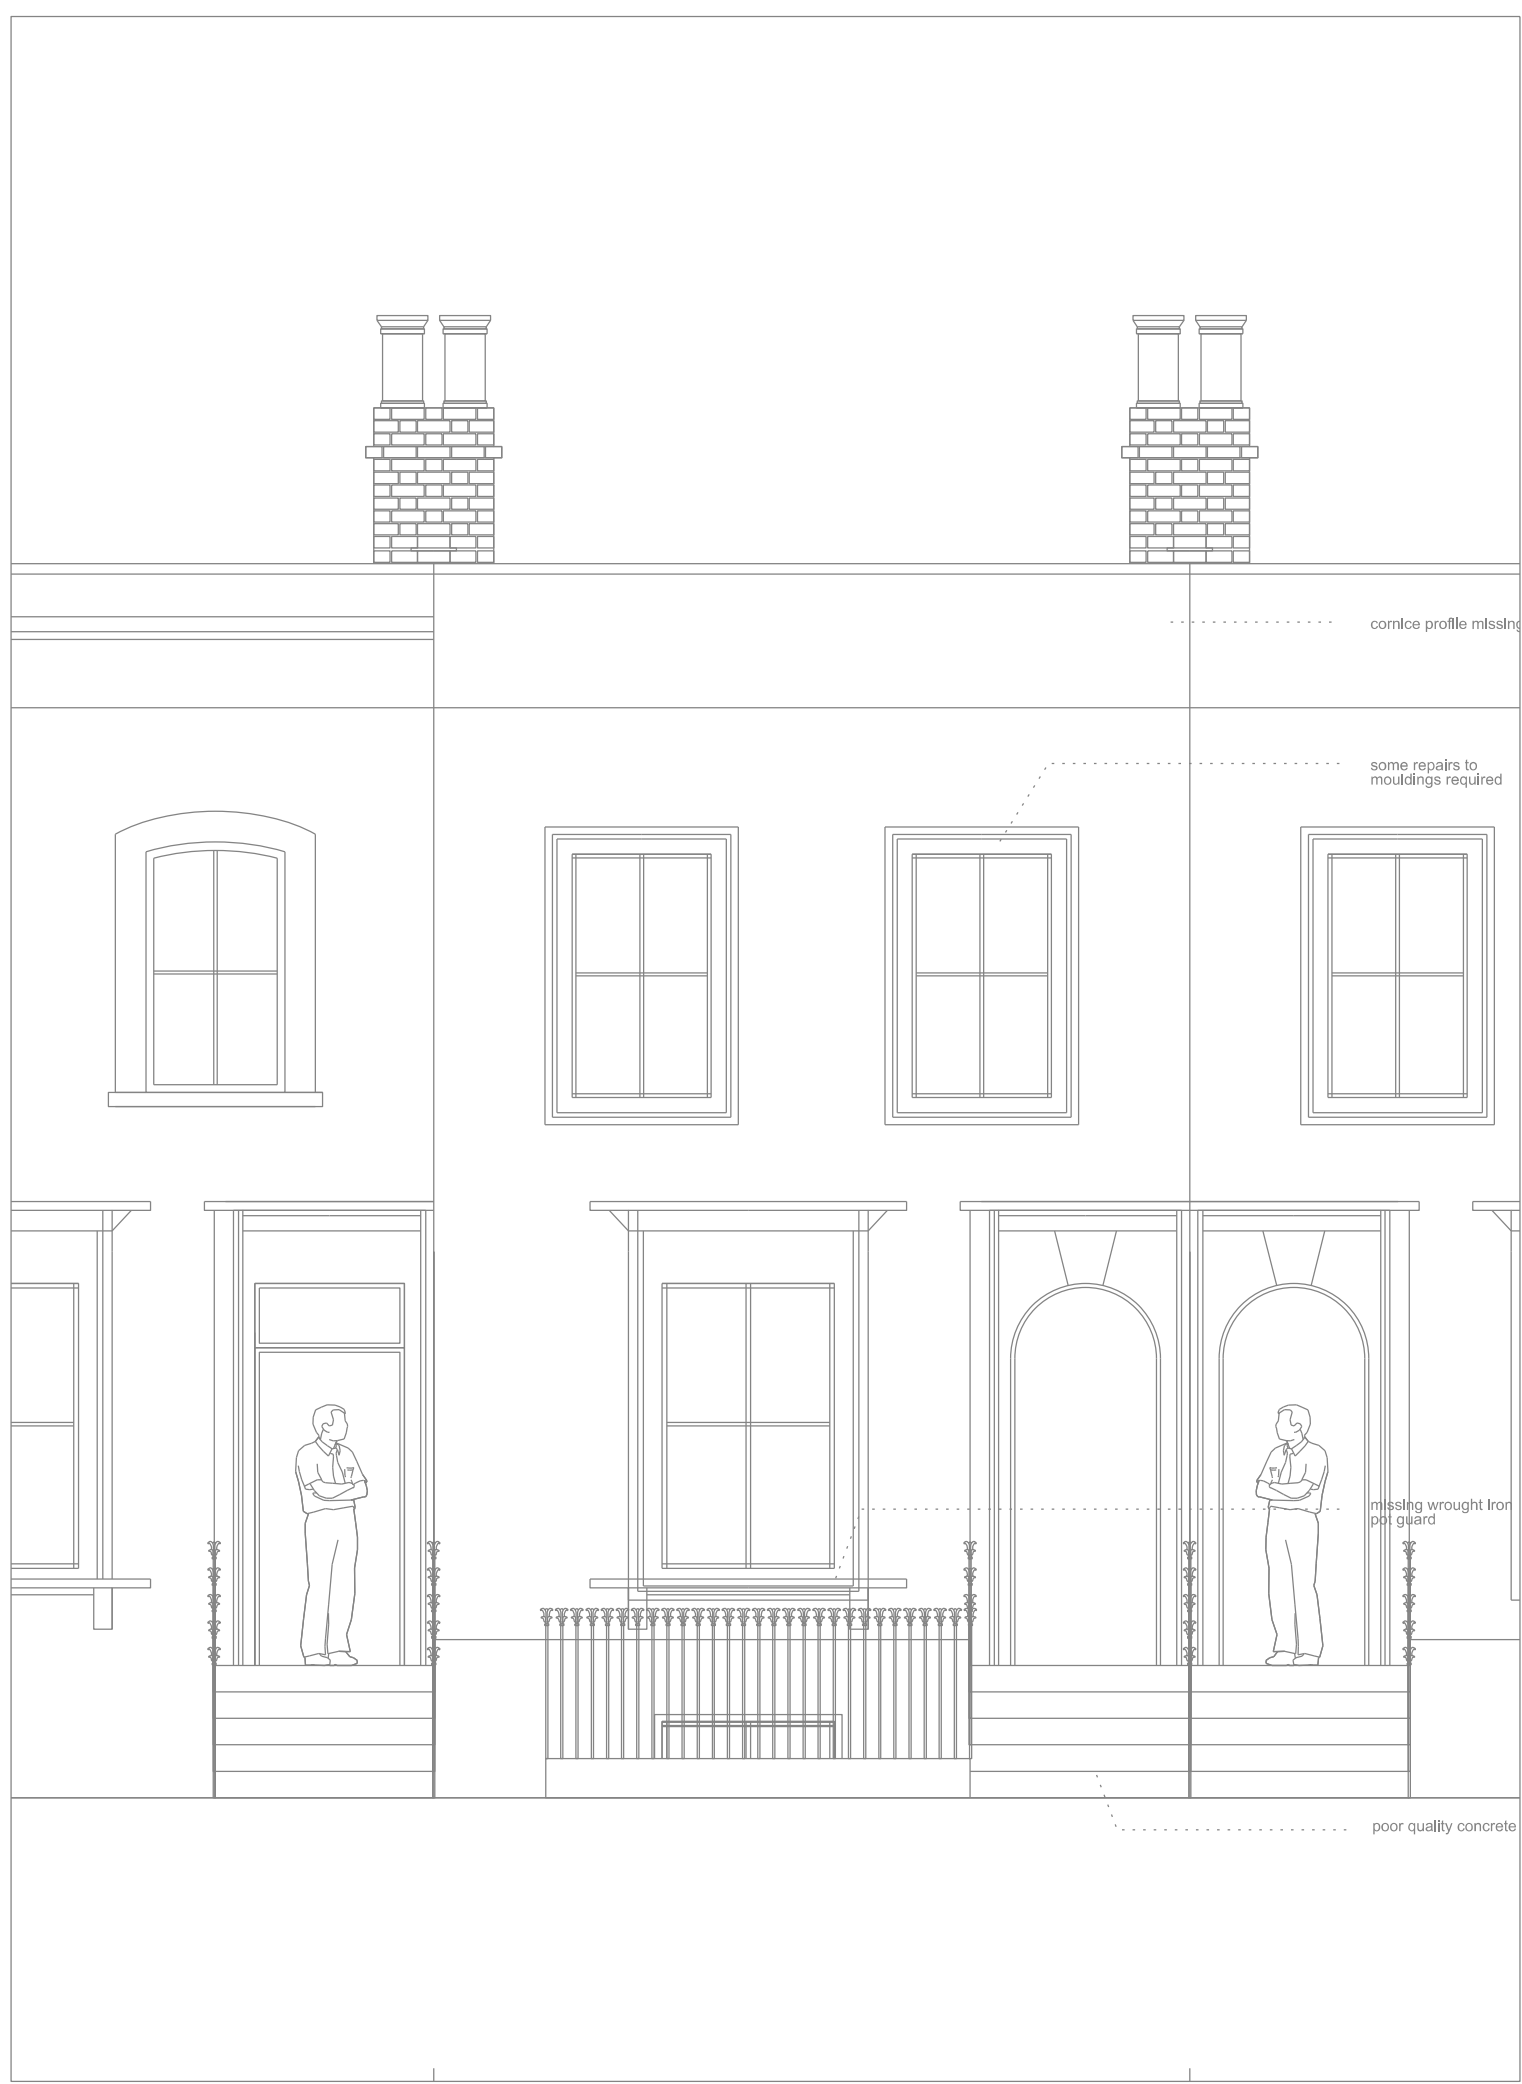 cornice profile missing
some repairs to
mouldings required
missing wrought iron
pot guard
poor quality concrete